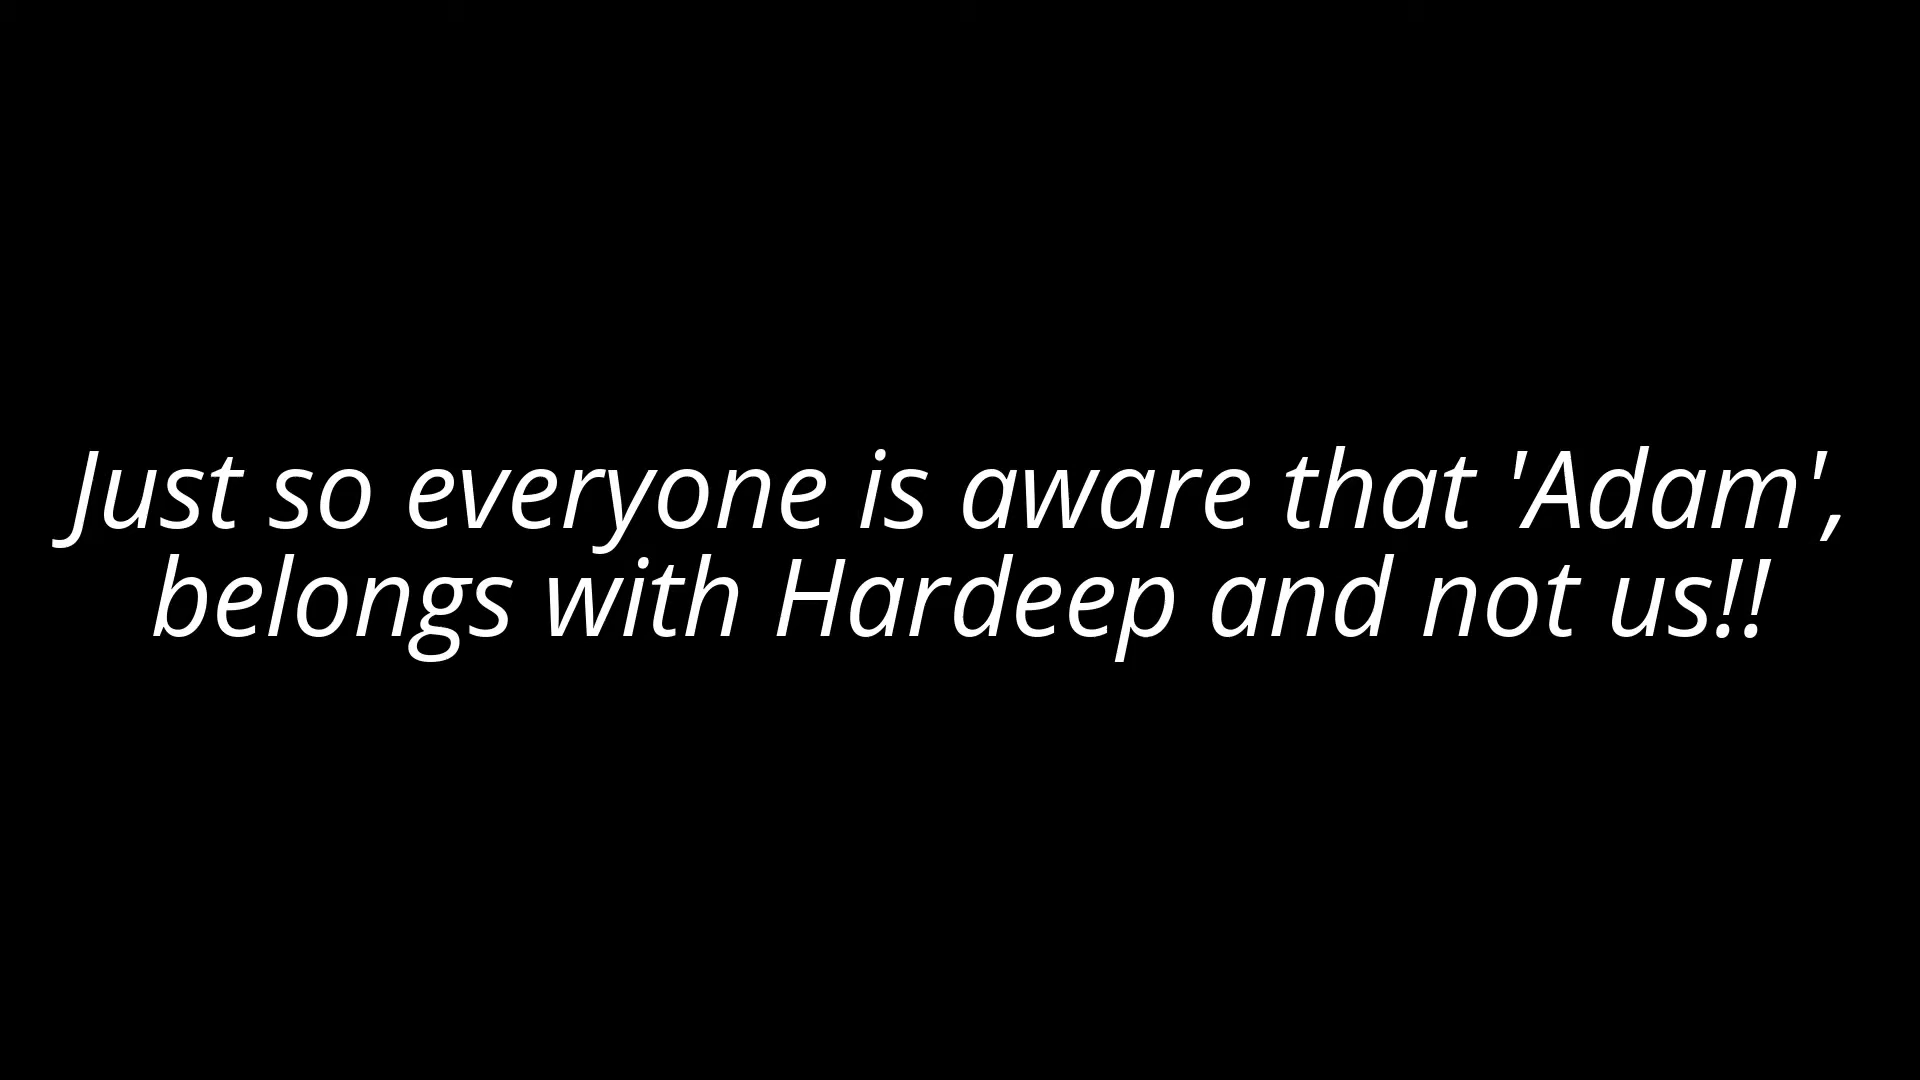 Just so everyone is aware that 'Adam',
belongs with Hardeep and not us!!